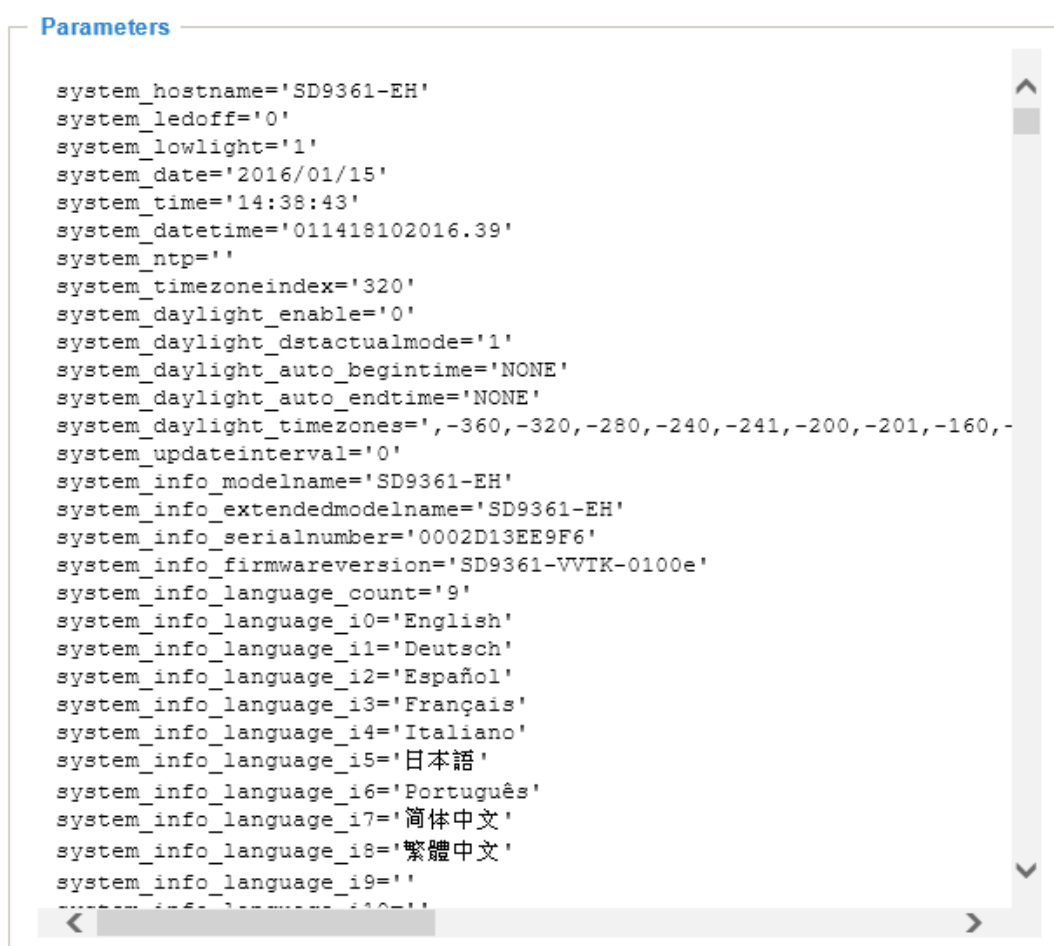 Parameters
system_hostname='SD9361-EH'
system_ledoff='0'
system_lowlight='1'
system_date='2016/01/15'
system_time='14:38:43'
system_datetime='011418102016.39'
system_ntp=''
system_timezoneindex='320'
system_daylight_enable='0'
system_daylight_dstactualmode='1'
system_daylight_auto_begintime='NONE'
system_daylight_auto_endtime='NONE'
system_daylight_timezones=',-360,-320,-280,-240,-241,-200,-201,-160,-
system_updateinterval='0'
system_info_modelname='SD9361-EH'
system_info_extendedmodelname='SD9361-EH'
system_info_serialnumber='0002D13EE9F6'
system_info_firmwareversion='SD9361-VVTK-0100e'
system_info_language_count='9'
system_info_language_i0='English'
system_info_language_i1='Deutsch'
system_info_language_i2='Español'
system_info_language_i3='Français'
system_info_language_i4='Italiano'
system_info_language_i5='日本語'
system_info_language_i6='Português'
system_info_language_i7='简体中文'
system_info_language_i8='繁體中文'
system_info_language_i9=''